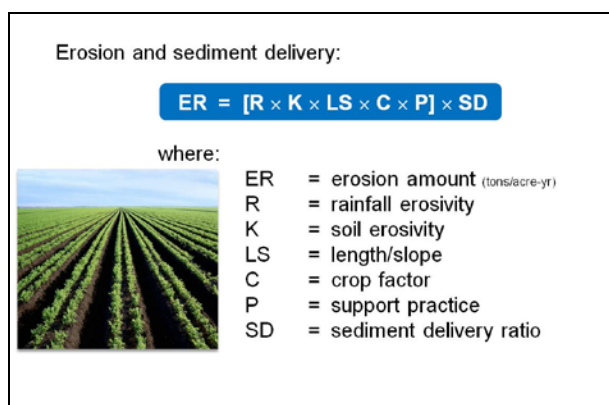 Erosion and sediment delivery:
ER = [R × K × LS × C × P] × SD
where:
ER = erosion amount (tons/acre-yr)
R = rainfall erosivity
K = soil erosivity
LS = length/slope
C = crop factor
P = support practice
SD = sediment delivery ratio